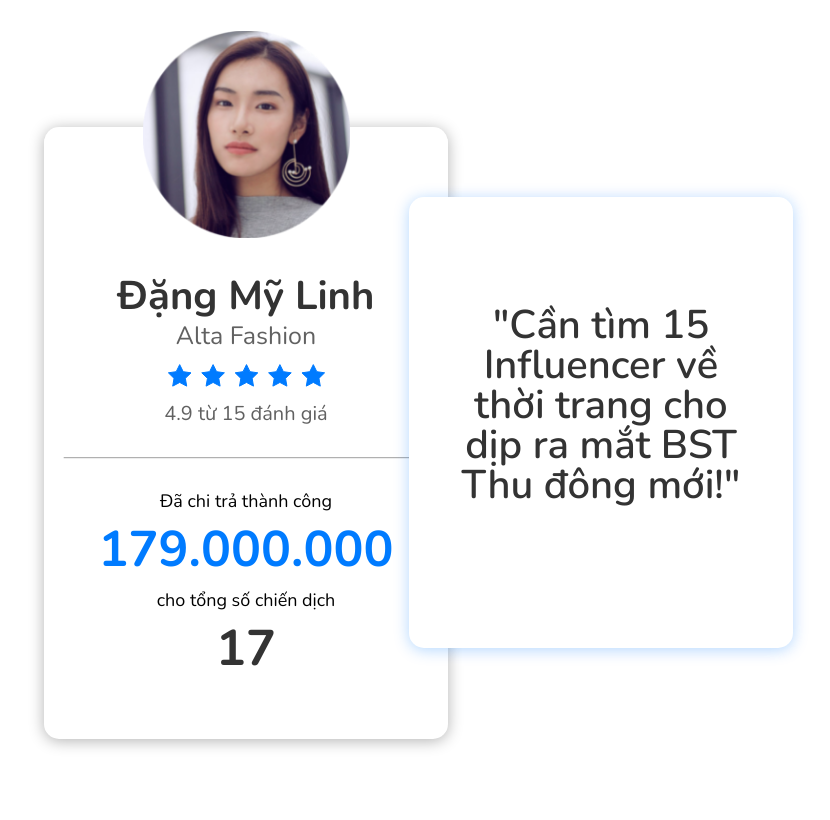 Đặng Mỹ Linh
Alta Fashion
4.9 từ 15 đánh giá
Đã chi trả thành công
179.000.000
cho tổng số chiến dịch
17
"Cần tìm 15
Influencer về
thời trang cho
dịp ra mắt BST
Thu đông mới!"